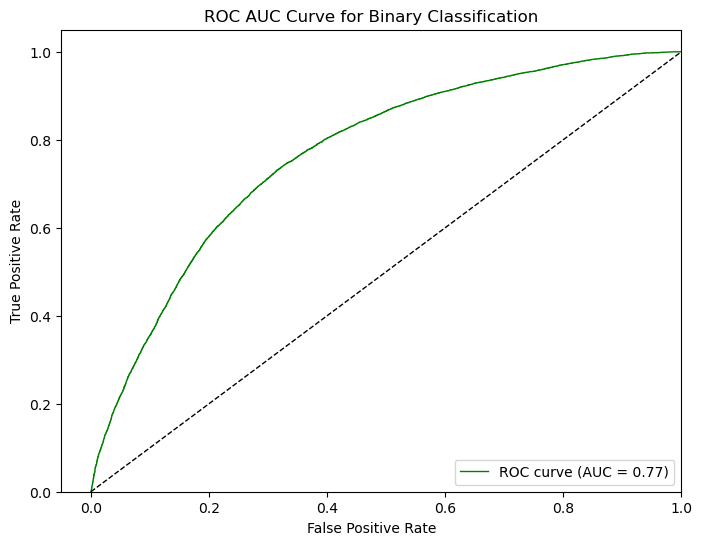 ROC AUC Curve for Binary Classification
1.0
0.8
0.6
0.4
0.2
0.0
True Positive Rate
ROC curve (AUC = 0.77)
0.0 0.2 0.4 0.6 0.8 1.0
False Positive Rate